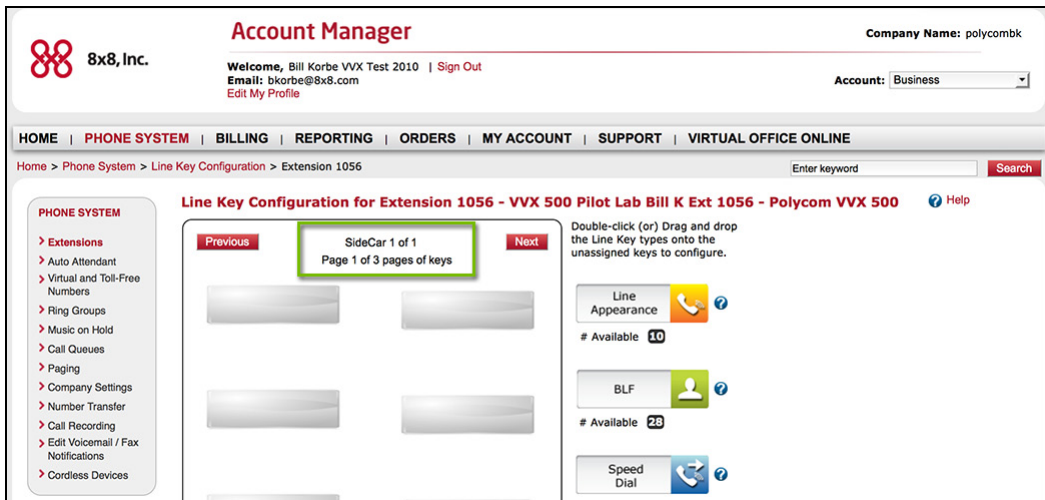 Account Manager
Company Name: polycombk
8x8, Inc.
Welcome, Bill Korbe VVX Test 2010 | Sign Out
Email: bkorbe@8x8.com
Edit My Profile
Account: Business
HOME | PHONE SYSTEM | BILLING | REPORTING | ORDERS | MY ACCOUNT | SUPPORT | VIRTUAL OFFICE ONLINE
Home > Phone System > Line Key Configuration > Extension 1056
Enter keyword
Search
PHONE SYSTEM
Extensions
Auto Attendant
Virtual and Toll-Free
Numbers
Ring Groups
Music on Hold
Call Queues
Paging
Company Settings
Number Transfer
Call Recording
Edit Voicemail / Fax
Notifications
Cordless Devices
Line Key Configuration for Extension 1056 - VVX 500 Pilot Lab Bill K Ext 1056 - Polycom VVX 500
? Help
Previous
SideCar 1 of 1
Page 1 of 3 pages of keys
Next
Double-click (or) Drag and drop
the Line Key types onto the
unassigned keys to configure.
Line
Appearance
?
# Available 10
BLF
?
# Available 28
Speed
Dial
?